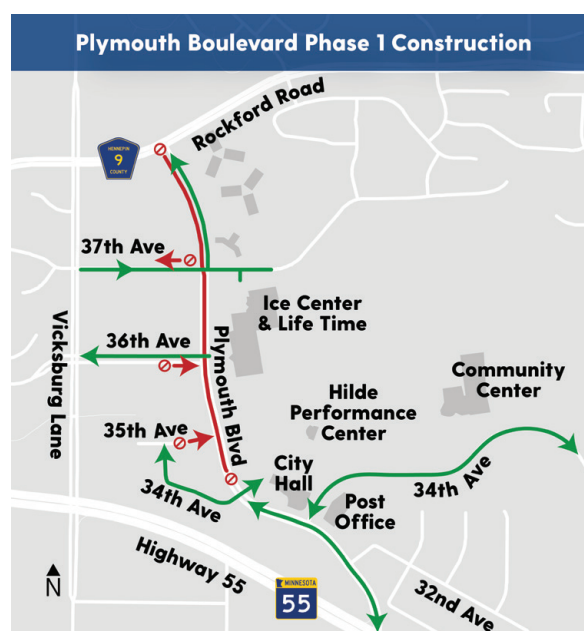 Plymouth Boulevard Phase 1 Construction
Rockford Road
HENNEPIN
9
COUNTY
37th Ave
Ice Center
& Life Time
Vicksburg Lane
36th Ave
Plymouth Blvd
Community
Center
Hilde
Performance
Center
35th Ave
City
Hall
34th Ave
34th Ave
Post
Office
Highway 55
N
MINNESOTA
55
32nd Ave